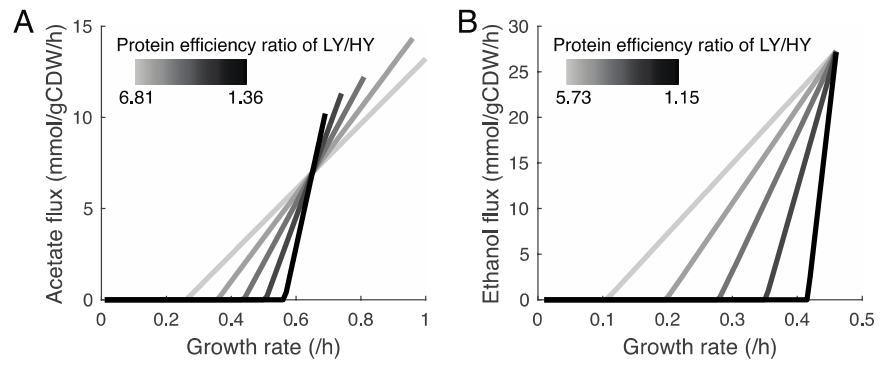 A
Acetate flux (mmol/gCDW/h)
15
10
5
0
Protein efficiency ratio of LY/HY
6.81 1.36
0 0.2 0.4 0.6 0.8 1
Growth rate (/h)
B
Ethanol flux (mmol/gCDW/h)
30
25
20
15
10
5
0
Protein efficiency ratio of LY/HY
5.73 1.15
0 0.1 0.2 0.3 0.4 0.5
Growth rate (/h)